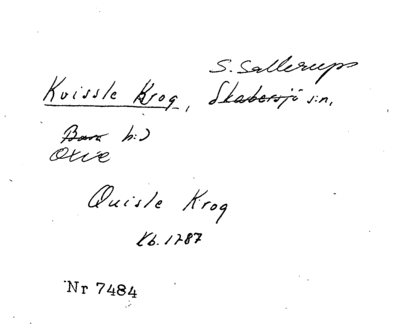 S. Sallerups
Kvissle Krog, Skabersjö s:n,
Bara h:d
Oxie
Quisle Krog
Kb. 1787
Nr 7484